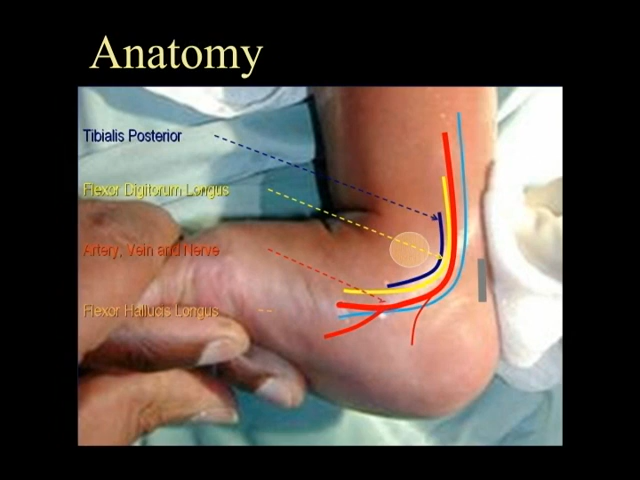 Anatomy
Tibialis Posterior
Flexor Digitorum Longus
Artery, Vein and Nerve
Flexor Hallucis Longus